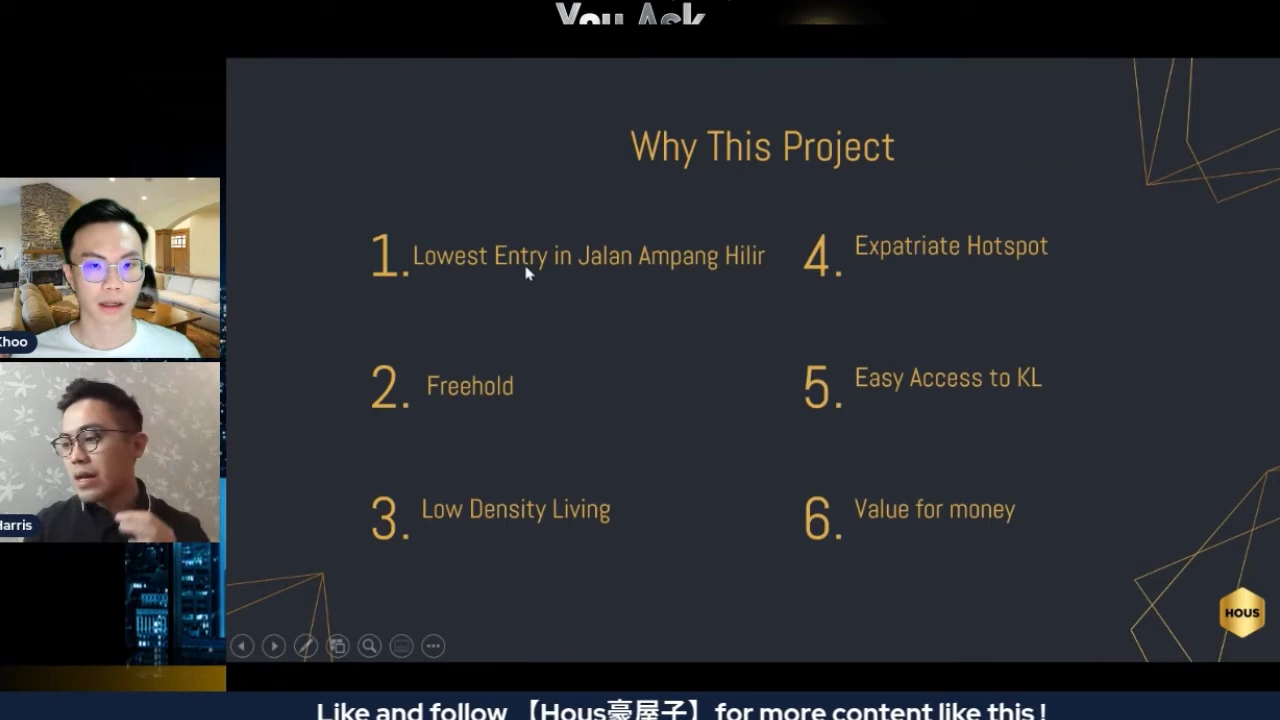 You Ask
Why This Project
1. Lowest Entry in Jalan Ampang Hilir
2. Freehold
3. Low Density Living
4. Expatriate Hotspot
5. Easy Access to KL
6. Value for money
Khoo
Harris
HOUS
Like and follow 【Hous豪屋子】 for more content like this !